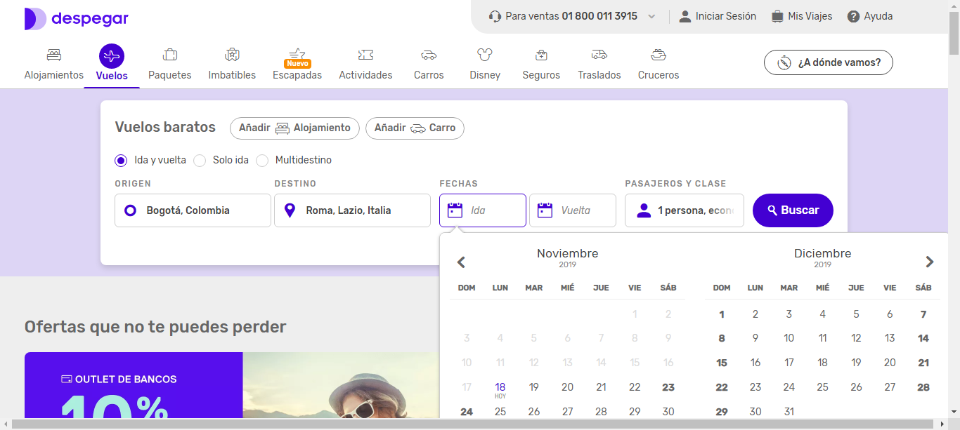 despegar
Para ventas 01 800 011 3915
Iniciar Sesión
Mis Viajes
Ayuda
Alojamientos
Vuelos
Paquetes
Imbatibles
Nuevo
Escapadas
Actividades
Carros
Disney
Seguros
Traslados
Cruceros
¿A dónde vamos?
Vuelos baratos
Añadir Alojamiento
Añadir Carro
Ida y vuelta
Solo ida
Multidestino
ORIGEN
DESTINO
FECHAS
PASAJEROS Y CLASE
Bogotá, Colombia
Roma, Lazio, Italia
Ida
Vuelta
1 persona, econ
Buscar
Noviembre
2019
DOM LUN MAR MIÉ JUE VIE SÁB
1 2
3 4 5 6 7 8 9
10 11 12 13 14 15 16
17 18 19 20 21 22 23
HOY
24 25 26 27 28 29 30
Diciembre
2019
DOM LUN MAR MIÉ JUE VIE SÁB
1 2 3 4 5 6 7
8 9 10 11 12 13 14
15 16 17 18 19 20 21
22 23 24 25 26 27 28
29 30 31
Ofertas que no te puedes perder
OUTLET DE BANCOS
10%